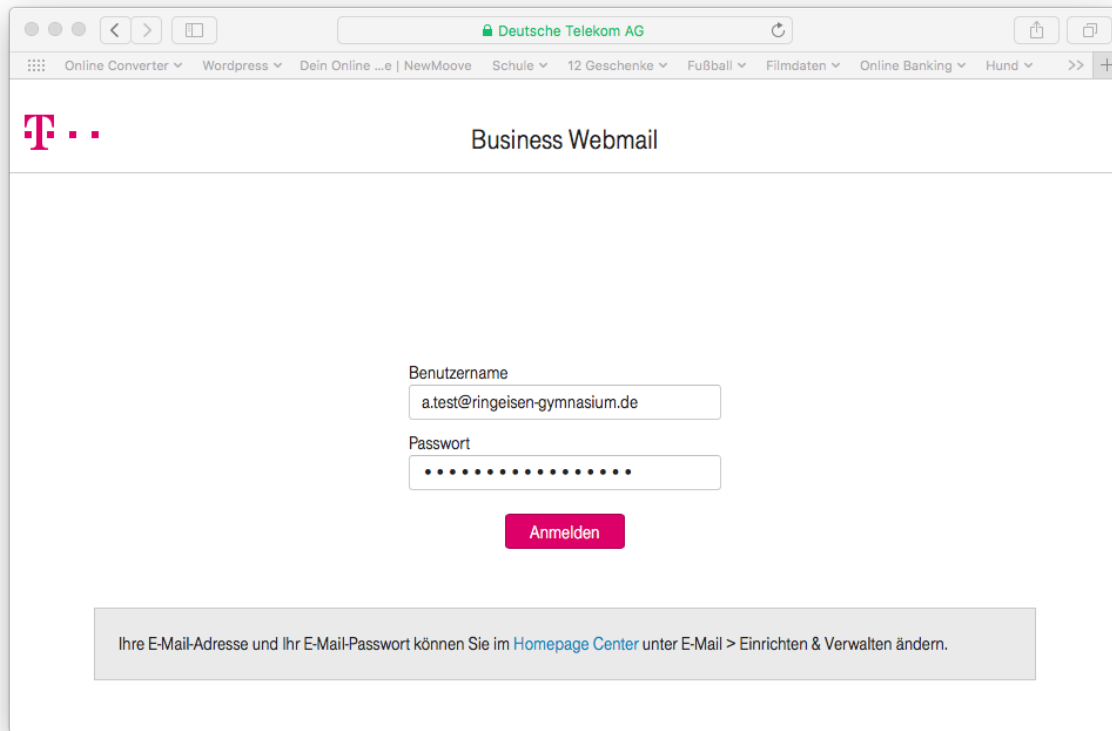 Deutsche Telekom AG
Online Converter Wordpress Dein Online ...e | NewMoove Schule 12 Geschenke Fußball Filmdaten Online Banking Hund >> +
T
Business Webmail
Benutzername
a.test@ringeisen-gymnasium.de
Passwort
•••••••••••••••••
Anmelden
Ihre E-Mail-Adresse und Ihr E-Mail-Passwort können Sie im Homepage Center unter E-Mail > Einrichten & Verwalten ändern.